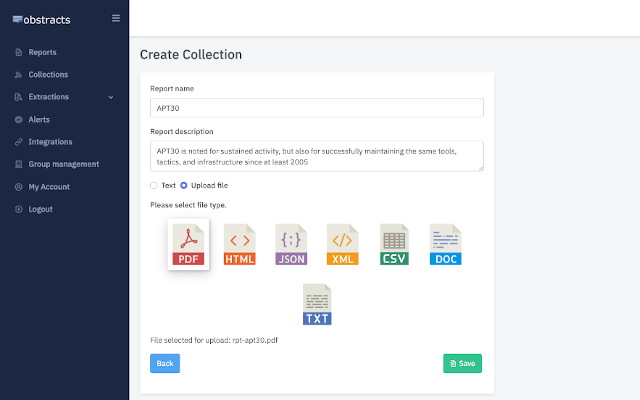 obstracts
Reports
Collections
Extractions
Alerts
Integrations
Group management
My Account
Logout
Create Collection
Report name
APT30
Report description
APT30 is noted for sustained activity, but also for successfully maintaining the same tools,
tactics, and infrastructure since at least 2005
Text Upload file
Please select file type.
PDF HTML {;} JSON </> XML CSV DOC
TXT
File selected for upload: rpt-apt30.pdf
Back Save